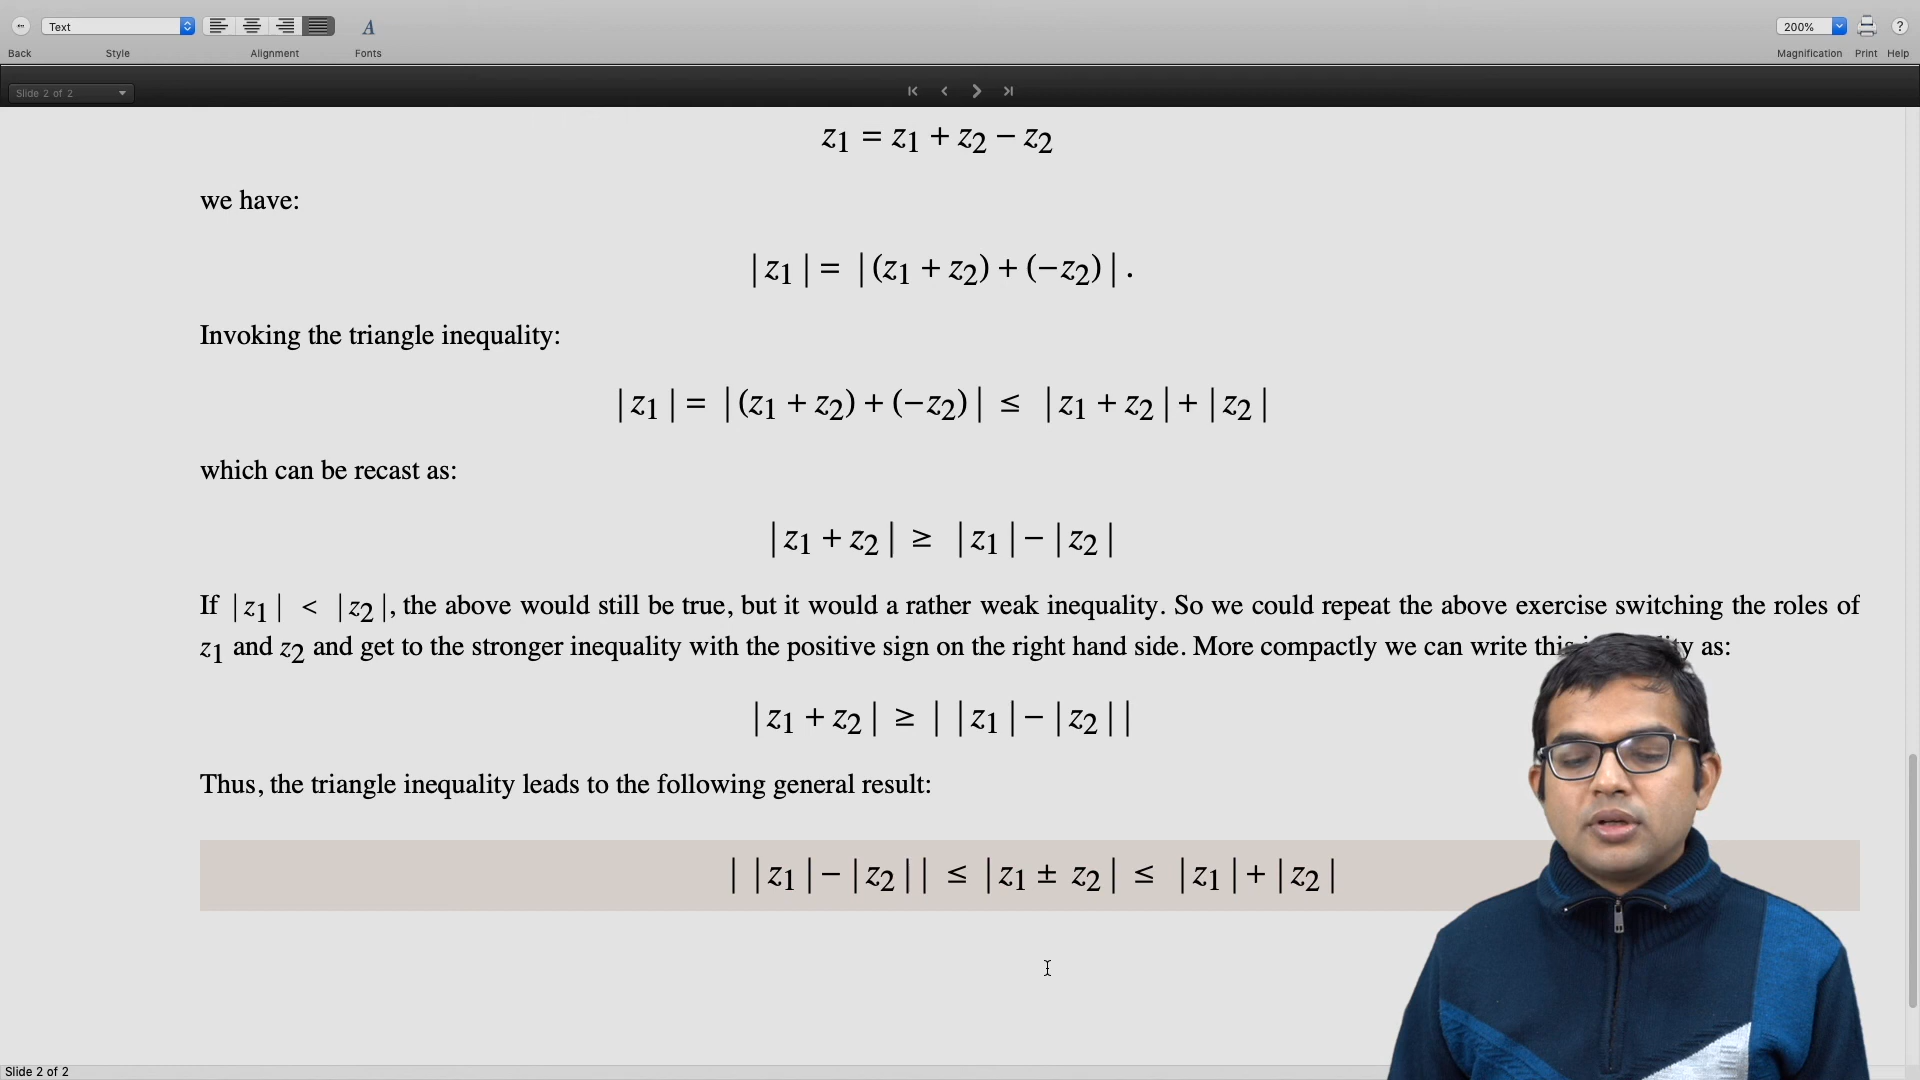 Text
200%
Back
Style
Alignment
Fonts
Magnification
Print
Help
Slide 2 of 2
z1 = z1 + z2 − z2
we have:
|z1| = |(z1 + z2) + (−z2)|.
Invoking the triangle inequality:
|z1| = |(z1 + z2) + (−z2)| ≤ |z1 + z2| + |z2|
which can be recast as:
|z1 + z2| ≥ |z1| − |z2|
If |z1| < |z2|, the above would still be true, but it would a rather weak inequality. So we could repeat the above exercise switching the roles of
z1 and z2 and get to the stronger inequality with the positive sign on the right hand side. More compactly we can write as:
|z1 + z2| ≥ | |z1| − |z2| |
Thus, the triangle inequality leads to the following general result:
| |z1| − |z2| | ≤ |z1 ± z2| ≤ |z1| + |z2|
Slide 2 of 2